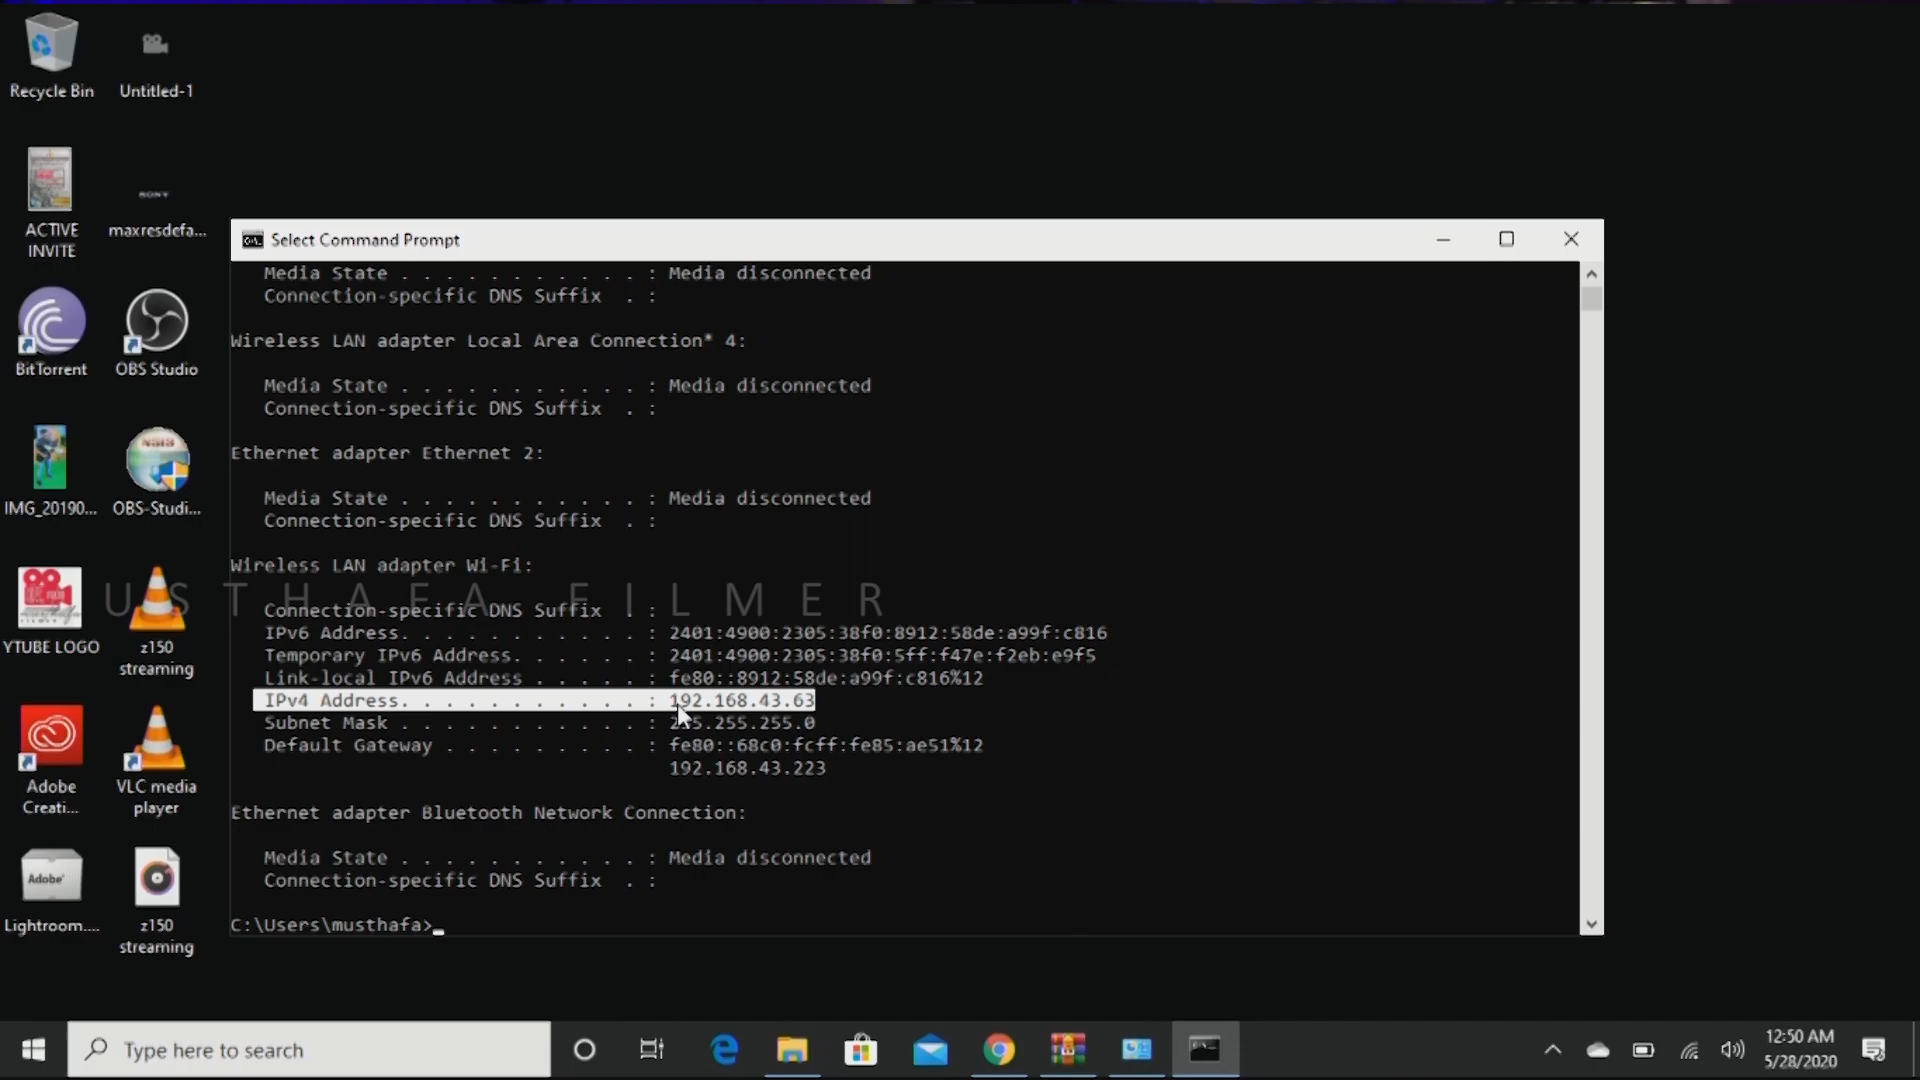 Recycle Bin
Untitled-1
ACTIVE
INVITE
SONY
maxresdefa...
BitTorrent
OBS Studio
IMG_20190...
NSIS
OBS-Studi...
YTUBE LOGO
z150
streaming
Adobe
Creati...
VLC media
player
Adobe
Lightroom....
z150
streaming
Select Command Prompt
Media State . . . . . . . . . . . : Media disconnected
Connection-specific DNS Suffix  . :
Wireless LAN adapter Local Area Connection* 4:
Media State . . . . . . . . . . . : Media disconnected
Connection-specific DNS Suffix  . :
Ethernet adapter Ethernet 2:
Media State . . . . . . . . . . . : Media disconnected
Connection-specific DNS Suffix  . :
Wireless LAN adapter Wi-Fi:
USTHAFA FILMER
Connection-specific DNS Suffix  . :
IPv6 Address. . . . . . . . . . . : 2401:4900:2305:38f0:8912:58de:a99f:c816
Temporary IPv6 Address. . . . . . : 2401:4900:2305:38f0:5ff:f47e:f2eb:e9f5
Link-local IPv6 Address . . . . . : fe80::8912:58de:a99f:c816%12
IPv4 Address. . . . . . . . . . . : 192.168.43.63
Subnet Mask . . . . . . . . . . . : 255.255.255.0
Default Gateway . . . . . . . . . : fe80::68c0:fcff:fe85:ae51%12
192.168.43.223
Ethernet adapter Bluetooth Network Connection:
Media State . . . . . . . . . . . : Media disconnected
Connection-specific DNS Suffix  . :
C:\Users\musthafa>
Type here to search
12:50 AM
5/28/2020